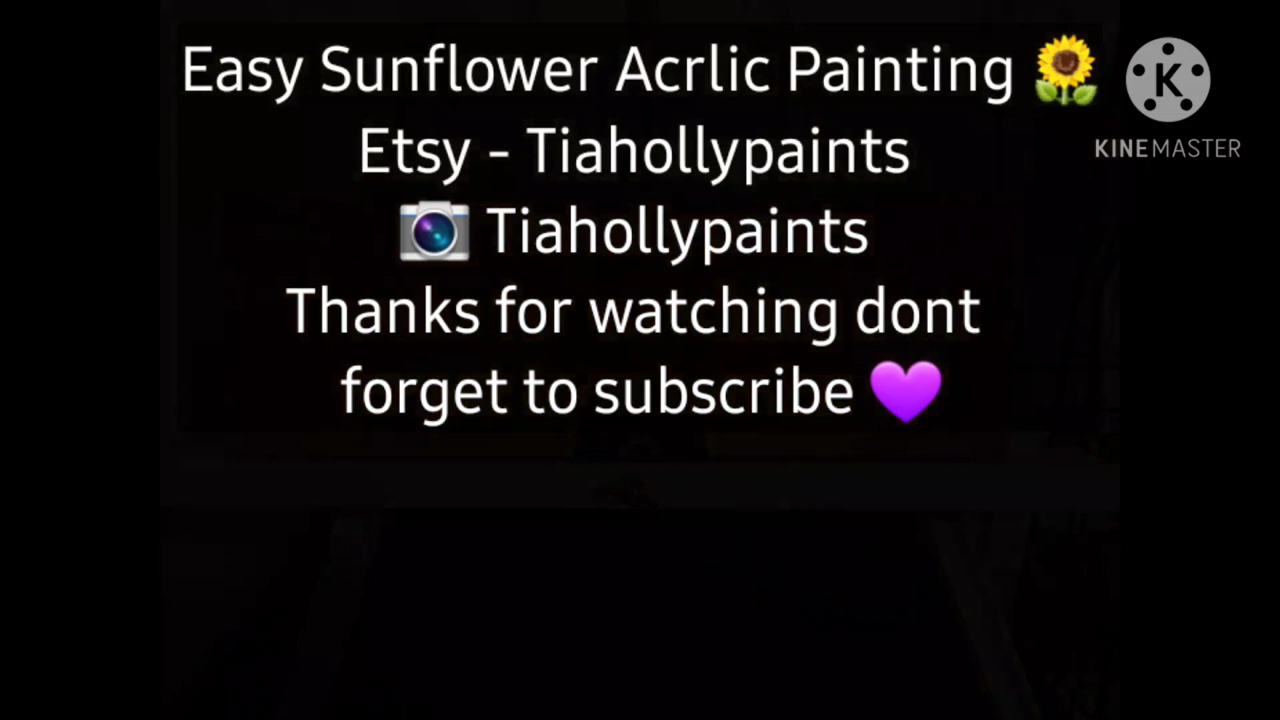 Easy Sunflower Acrlic Painting 🌻
Etsy - Tiahollypaints
📷 Tiahollypaints
Thanks for watching dont
forget to subscribe 💜
K
KINEMASTER